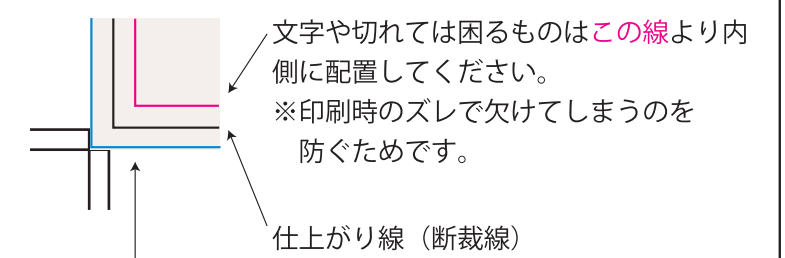 文字や切れては困るものはこの線より内
側に配置してください。
※印刷時のズレで欠けてしまうのを
防ぐためです。
仕上がり線（断裁線）